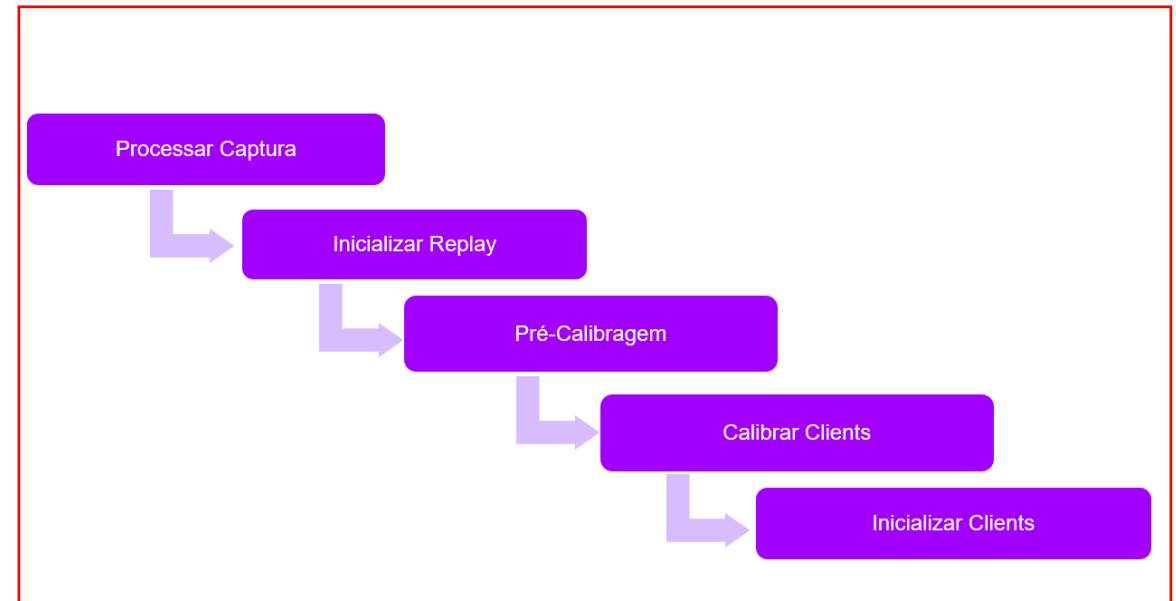 Processar Captura
Inicializar Replay
Pré-Calibragem
Calibrar Clients
Inicializar Clients